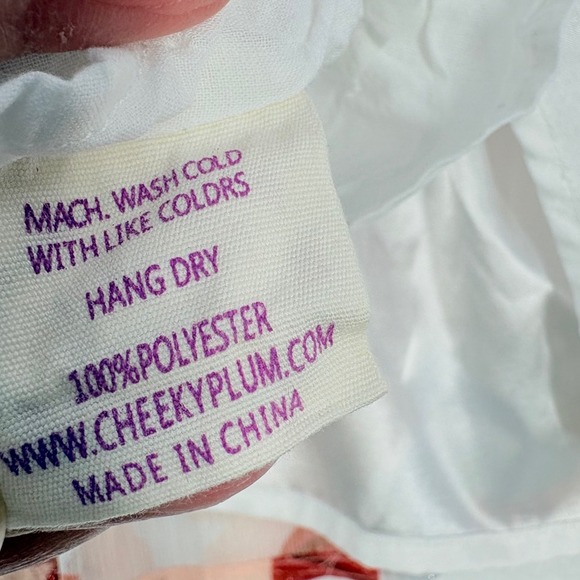 MACH. WASH COLD
WITH LIKE COLDRS
HANG DRY
100%POLYESTER
WWW.CHEEKYPLUM.COM
MADE IN CHINA